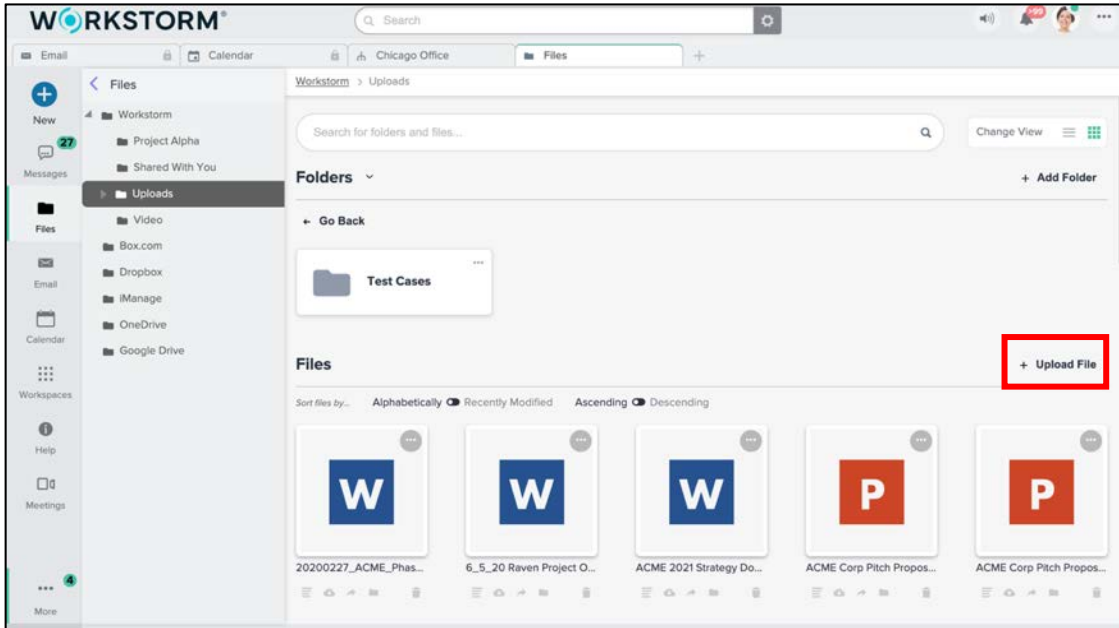 WORKSTORM®
Search
+99
Email
Calendar
Chicago Office
Files
New
27
Messages
Files
Email
Calendar
Workspaces
Help
Meetings
4
More
Files
Workstorm
Project Alpha
Shared With You
Uploads
Video
Box.com
Dropbox
iManage
OneDrive
Google Drive
Workstorm > Uploads
Search for folders and files...
Change View
Folders
+ Add Folder
← Go Back
Test Cases
Files
+ Upload File
Sort files by... Alphabetically Recently Modified Ascending Descending
W
W
W
P
P
20200227_ACME_Phas...
6_5_20 Raven Project O...
ACME 2021 Strategy Do...
ACME Corp Pitch Propos...
ACME Corp Pitch Propos...